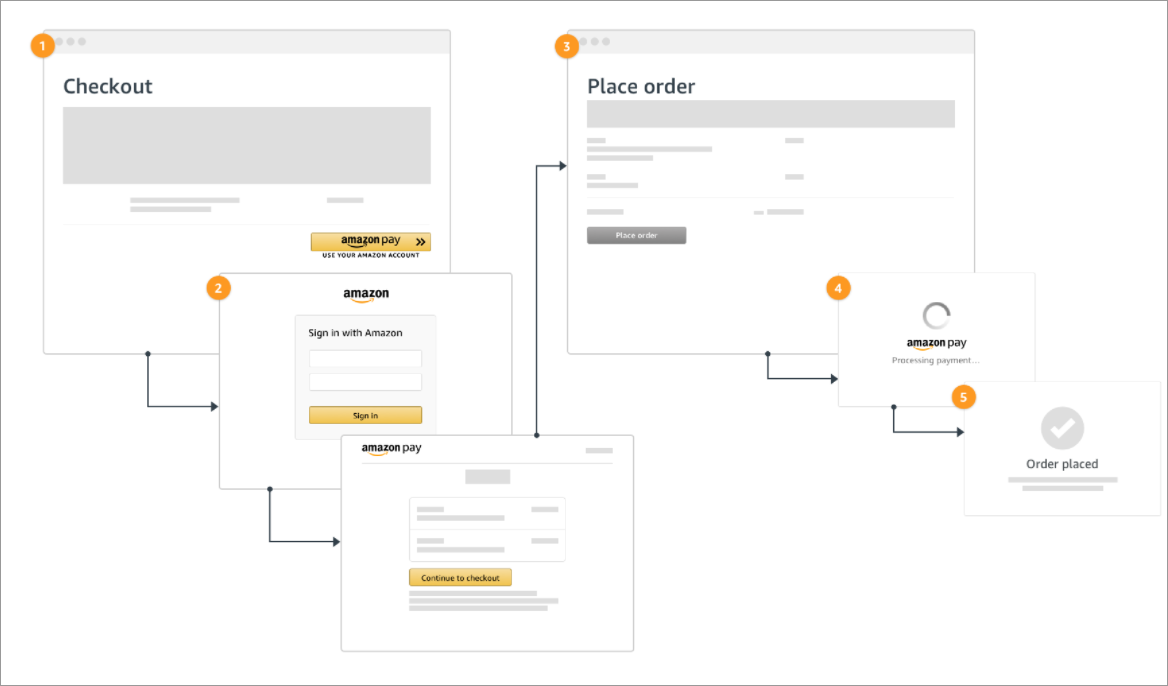 1
Checkout
amazon pay
USE YOUR AMAZON ACCOUNT
2
amazon
Sign in with Amazon
Sign in
amazon pay
Continue to checkout
3
Place order
Place order
4
amazon pay
Processing payment...
5
Order placed